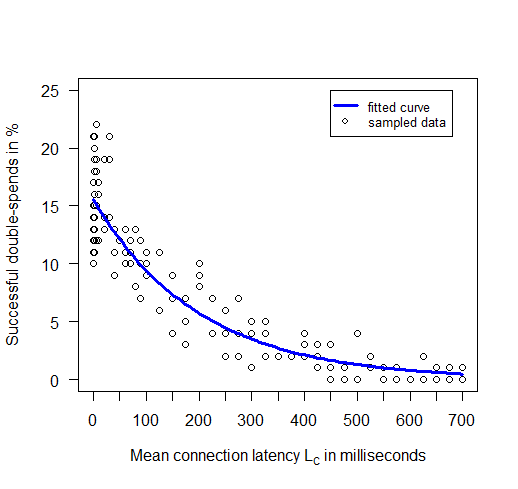 25
20
15
10
5
0
Successful double-spends in %
fitted curve
sampled data
0 100 200 300 400 500 600 700
Mean connection latency L_C in milliseconds